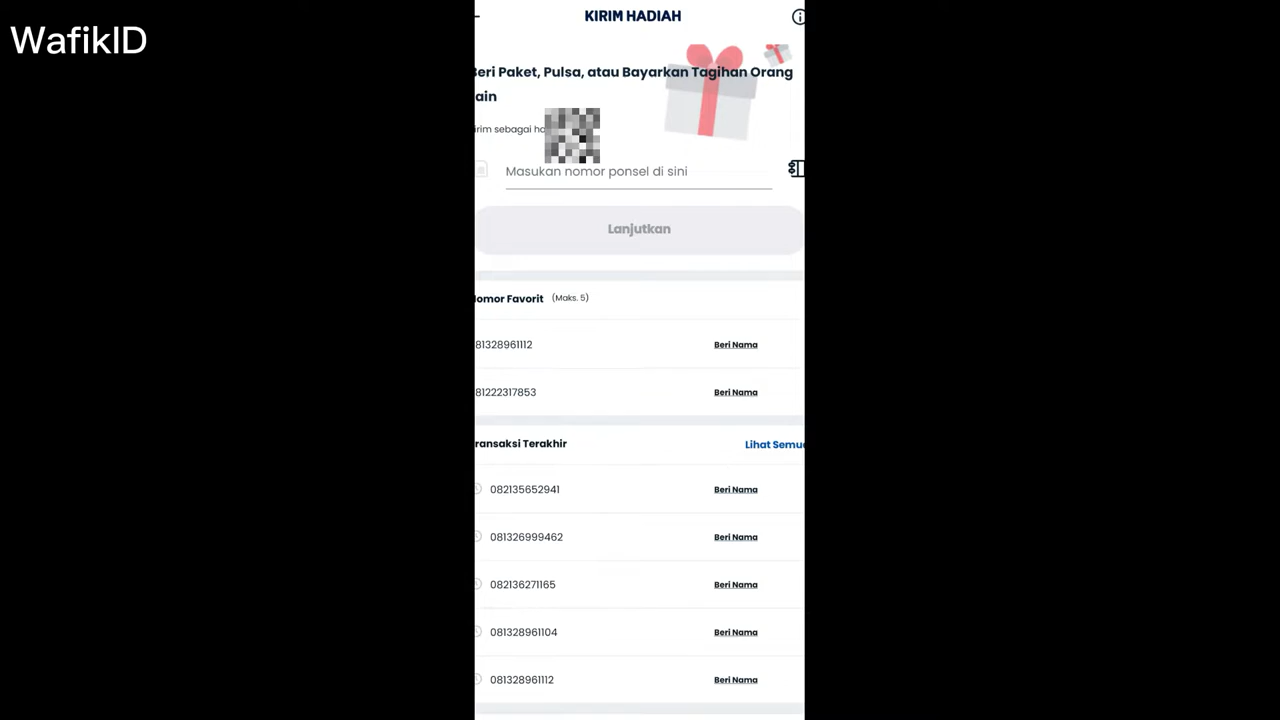 WafikID
KIRIM HADIAH
Beri Paket, Pulsa, atau Bayarkan Tagihan Orang
ain
irim sebagai ha
Masukan nomor ponsel di sini
Lanjutkan
omor Favorit (Maks. 5)
81328961112 Beri Nama
81222317853 Beri Nama
ransaksi Terakhir Lihat Semua
082135652941 Beri Nama
081326999462 Beri Nama
082136271165 Beri Nama
081328961104 Beri Nama
081328961112 Beri Nama